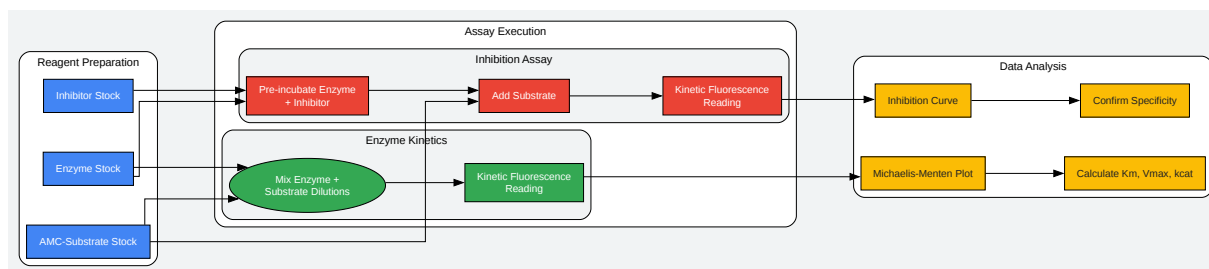 Assay Execution
Reagent Preparation
Inhibition Assay
Data Analysis
Inhibitor Stock
Pre-incubate Enzyme
+ Inhibitor
Add Substrate
Kinetic Fluorescence
Reading
Inhibition Curve
Confirm Specificity
Enzyme Kinetics
Enzyme Stock
Mix Enzyme +
Substrate Dilutions
Kinetic Fluorescence
Reading
Michaelis-Menten Plot
Calculate Km, Vmax, kcat
AMC-Substrate Stock